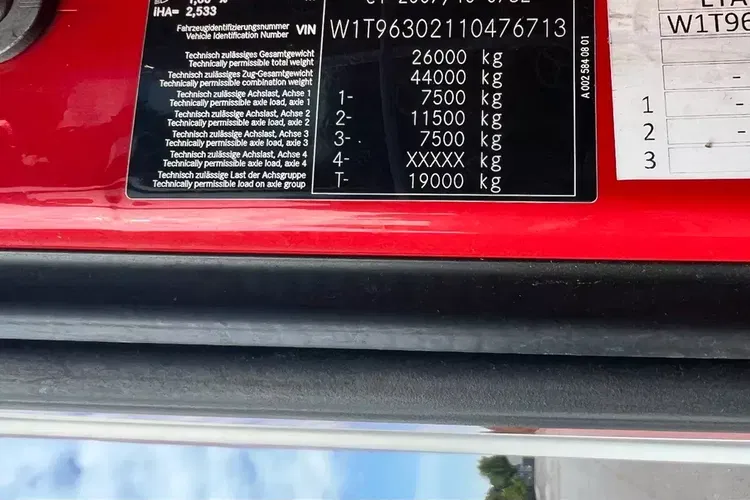 IHA= 2,533
Fahrzeugidentifizierungsnummer
Vehicle Identification Number VIN W1T96302110476713
Technisch zulässiges Gesamtgewicht
Technically permissible total weight 26000 kg
Technisch zulässiges Zug-Gesamtgewicht
Technically permissible combination weight 44000 kg
Technisch zulässige Achslast, Achse 1
Technically permissible axle load, axle 1 1- 7500 kg
Technisch zulässige Achslast, Achse 2
Technically permissible axle load, axle 2 2- 11500 kg
Technisch zulässige Achslast, Achse 3
Technically permissible axle load, axle 3 3- 7500 kg
Technisch zulässige Achslast, Achse 4
Technically permissible axle load, axle 4 4- XXXXX kg
Technisch zulässige Last der Achsgruppe
Technically permissible load on axle group T- 19000 kg
A 002 584 08 01
W1T96
-
1 -
2 -
3 -